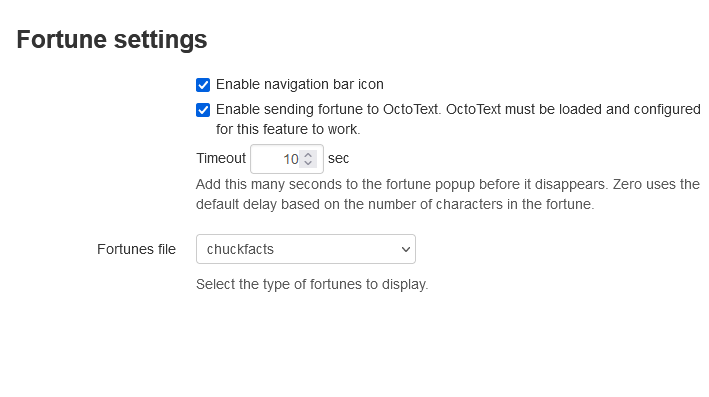 Fortune settings
Enable navigation bar icon
Enable sending fortune to OctoText. OctoText must be loaded and configured
for this feature to work.
Timeout 10 sec
Add this many seconds to the fortune popup before it disappears. Zero uses the
default delay based on the number of characters in the fortune.
Fortunes file chuckfacts
Select the type of fortunes to display.